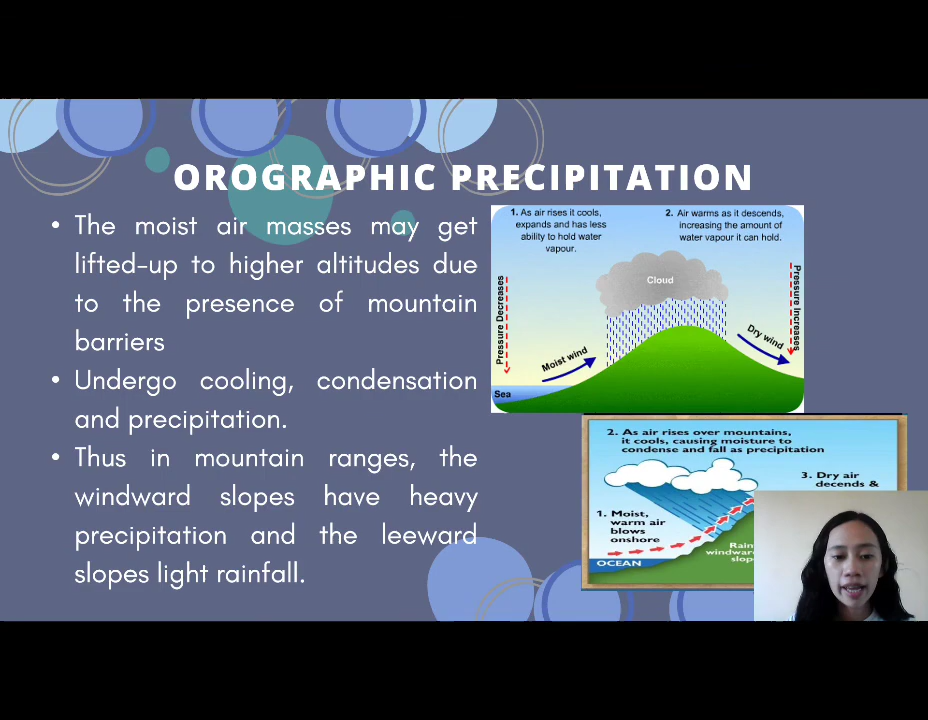 OROGRAPHIC PRECIPITATION
• The moist air masses may get
lifted-up to higher altitudes due
to the presence of mountain
barriers
• Undergo cooling, condensation
and precipitation.
• Thus in mountain ranges, the
windward slopes have heavy
precipitation and the leeward
slopes light rainfall.
1. As air rises it cools,
expands and has less
ability to hold water
vapour.
2. Air warms as it descends,
increasing the amount of
water vapour it can hold.
Cloud
Pressure Decreases
Pressure Increases
Moist wind
Dry wind
Sea
2. As air rises over mountains,
it cools, causing moisture to
condense and fall as precipitation
3. Dry air
decends &
1. Moist,
warm air
blows
onshore
OCEAN